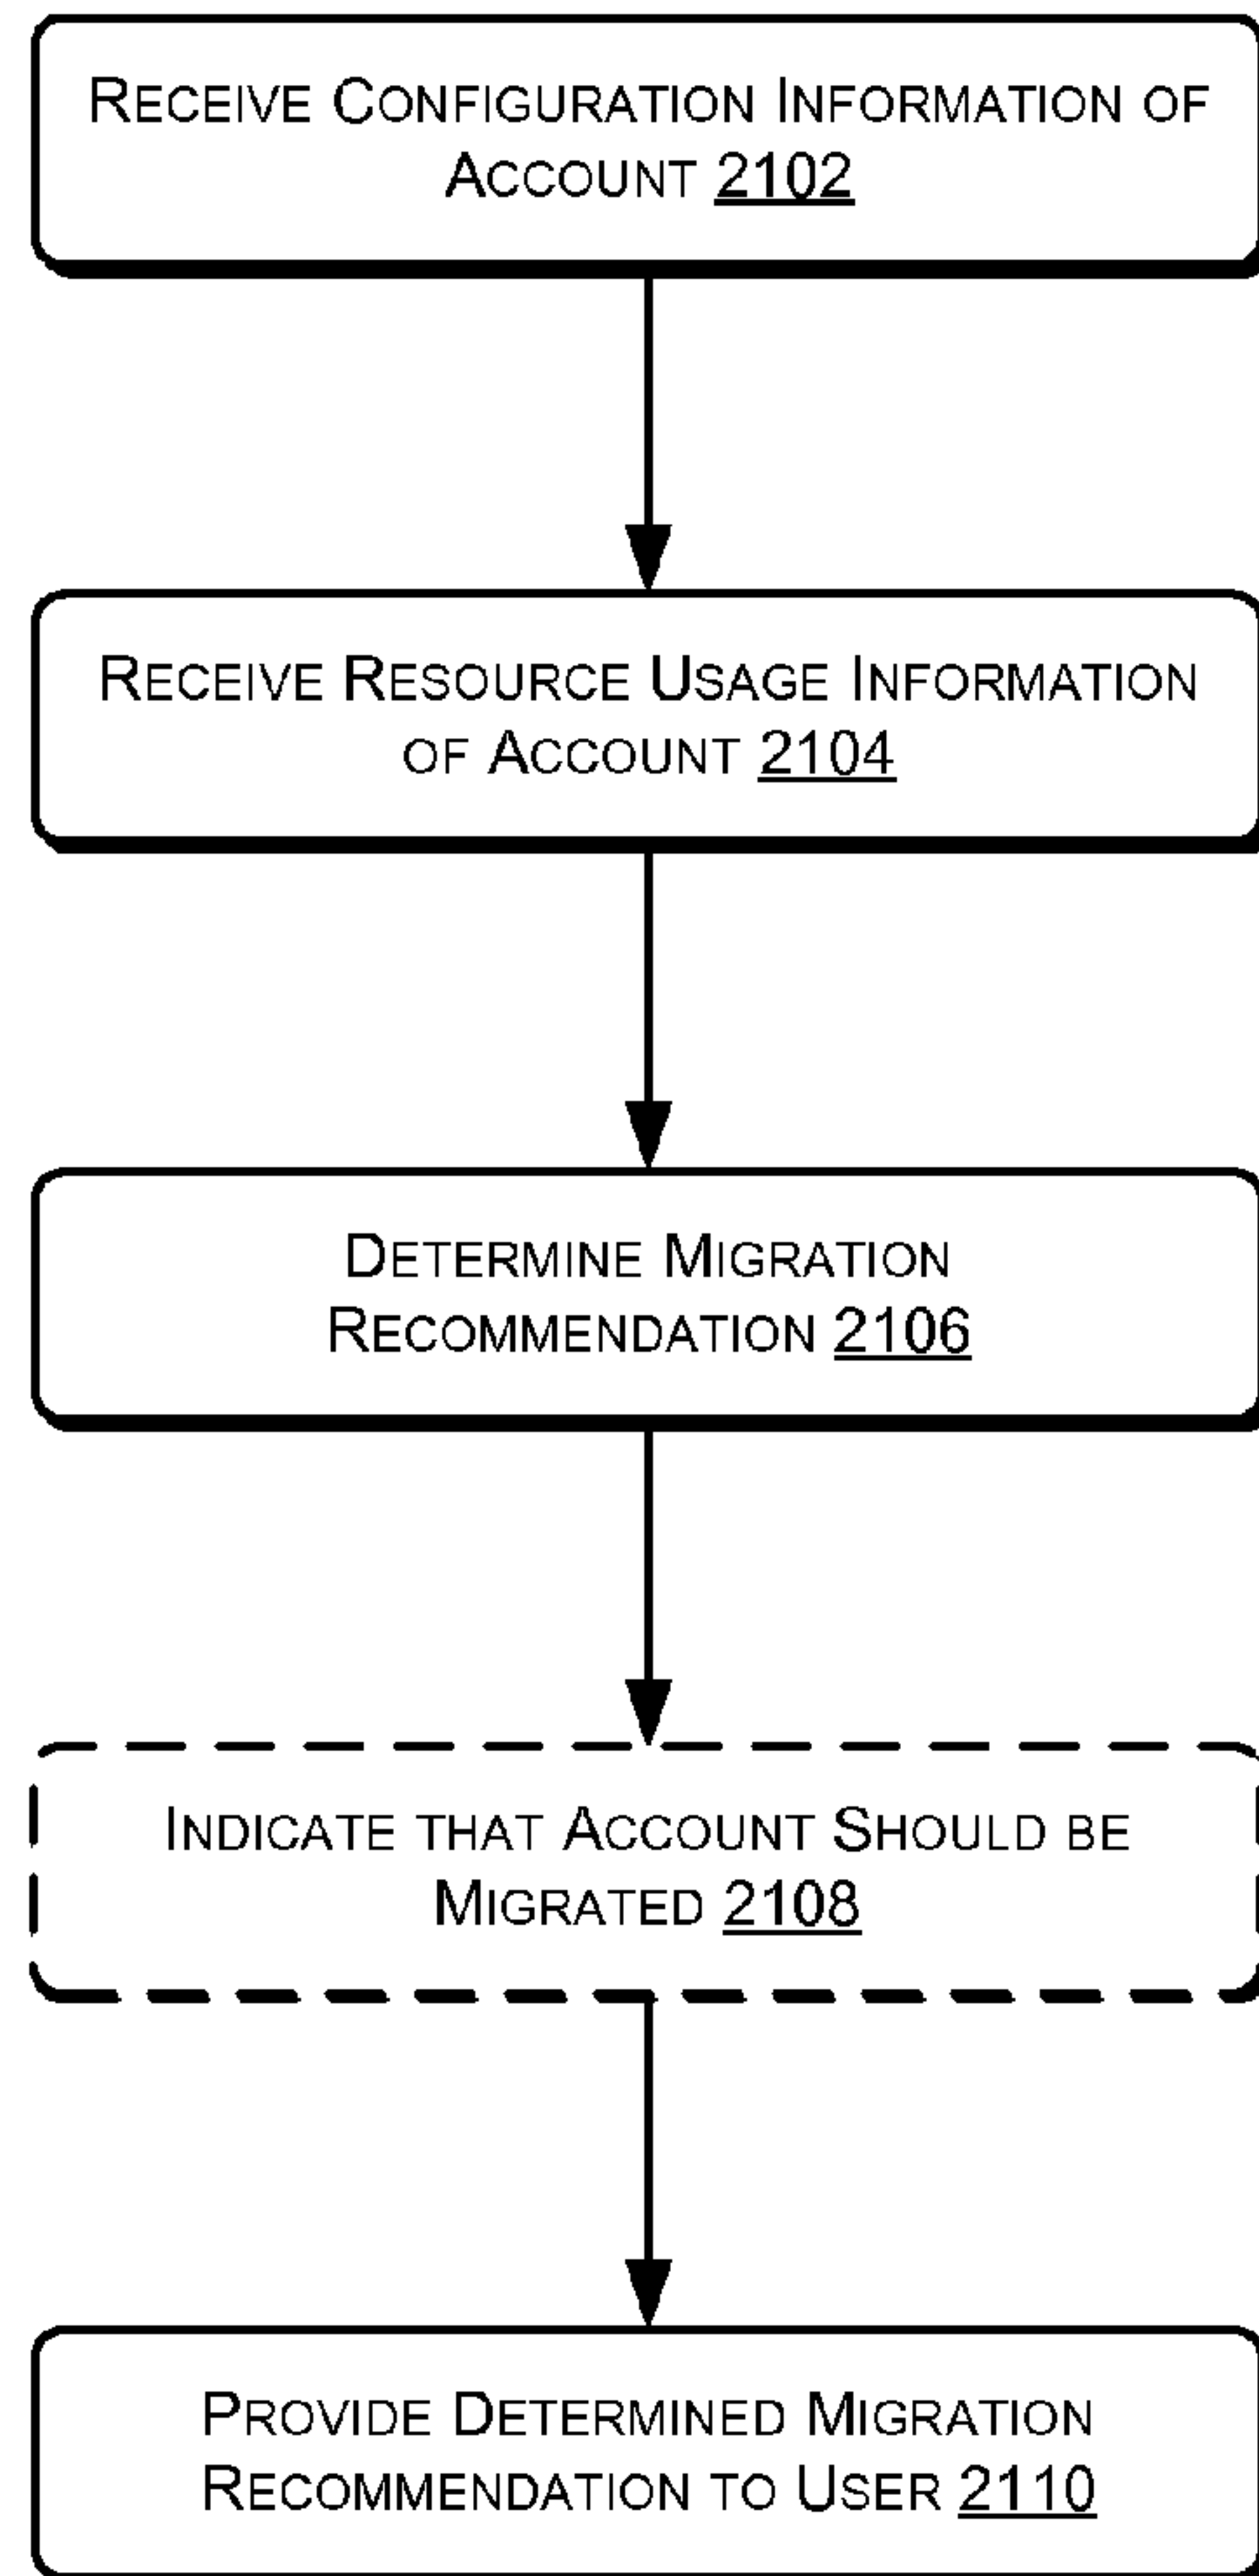 RECEIVE CONFIGURATION INFORMATION OF
ACCOUNT 2102
RECEIVE RESOURCE USAGE INFORMATION
OF ACCOUNT 2104
DETERMINE MIGRATION
RECOMMENDATION 2106
INDICATE THAT ACCOUNT SHOULD BE
MIGRATED 2108
PROVIDE DETERMINED MIGRATION
RECOMMENDATION TO USER 2110